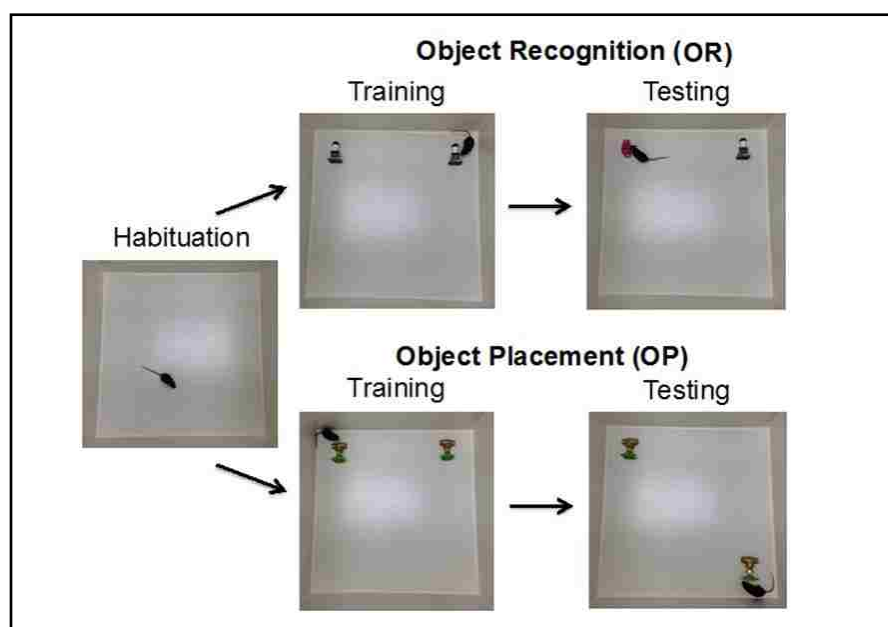 Object Recognition (OR)
Training
Testing
Habituation
Object Placement (OP)
Training
Testing